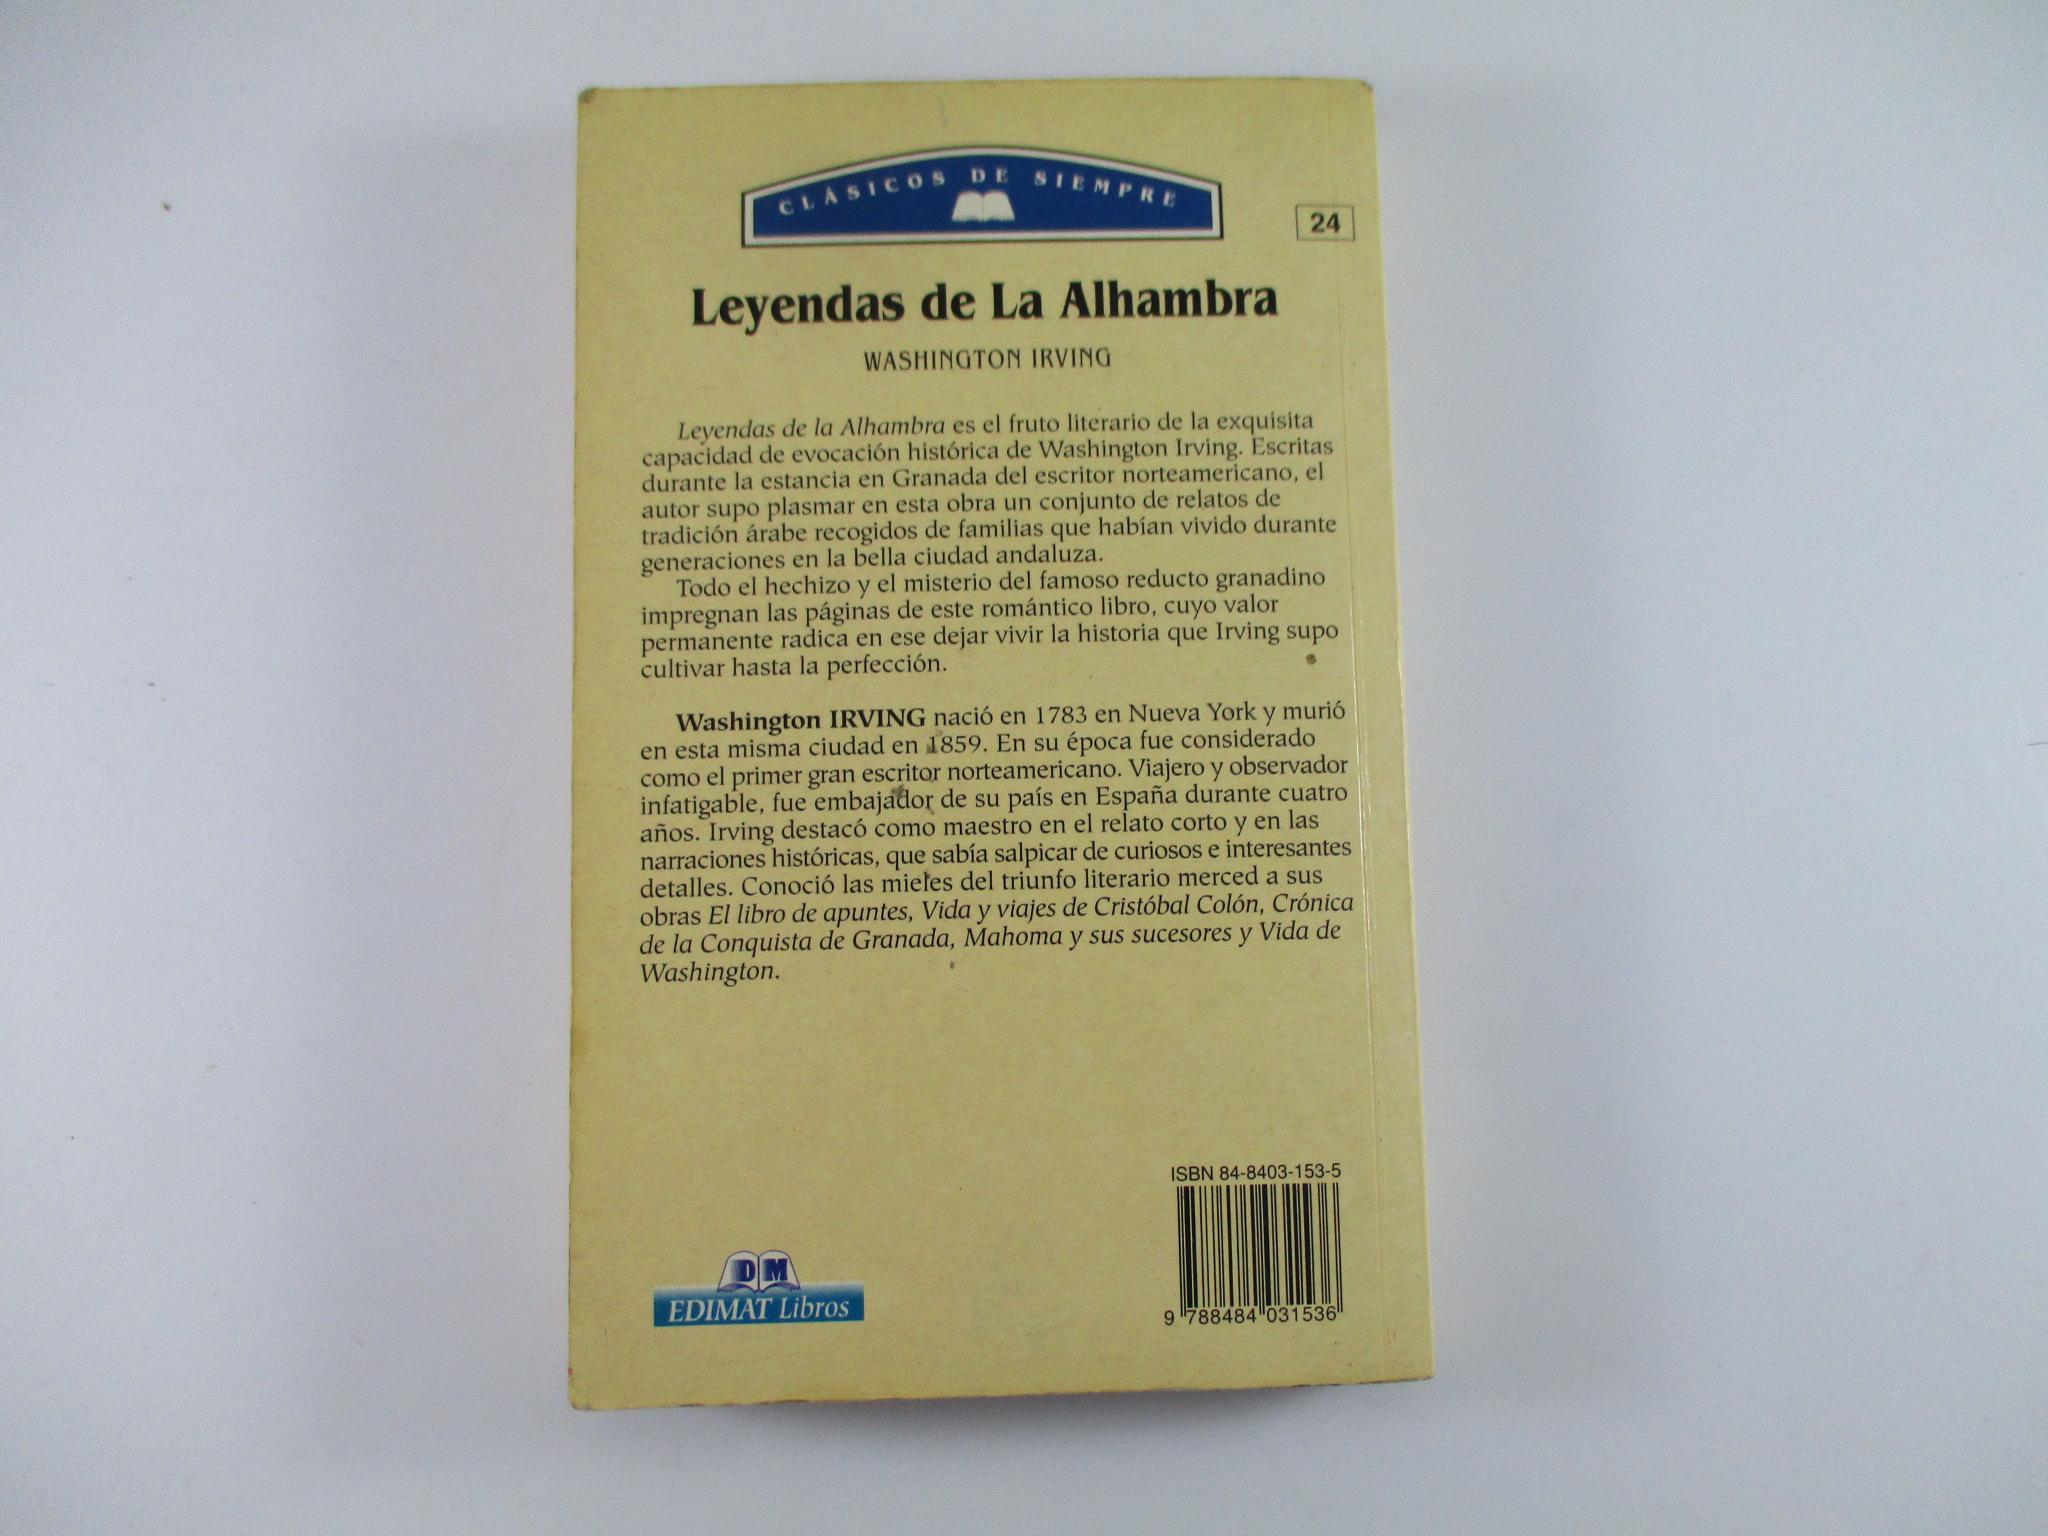 CLÁSICOS DE SIEMPRE
24
Leyendas de La Alhambra
WASHINGTON IRVING
Leyendas de la Alhambra es el fruto literario de la exquisita
capacidad de evocación histórica de Washington Irving. Escritas
durante la estancia en Granada del escritor norteamericano, el
autor supo plasmar en esta obra un conjunto de relatos de
tradición árabe recogidos de familias que habían vivido durante
generaciones en la bella ciudad andaluza.
Todo el hechizo y el misterio del famoso reducto granadino
impregnan las páginas de este romántico libro, cuyo valor
permanente radica en ese dejar vivir la historia que Irving supo
cultivar hasta la perfección.
Washington IRVING nació en 1783 en Nueva York y murió
en esta misma ciudad en 1859. En su época fue considerado
como el primer gran escritor norteamericano. Viajero y observador
infatigable, fue embajador de su país en España durante cuatro
años. Irving destacó como maestro en el relato corto y en las
narraciones históricas, que sabía salpicar de curiosos e interesantes
detalles. Conoció las mieles del triunfo literario merced a sus
obras El libro de apuntes, Vida y viajes de Cristóbal Colón, Crónica
de la Conquista de Granada, Mahoma y sus sucesores y Vida de
Washington.
ISBN 84-8403-153-5
9 788484 031536
DM
EDIMAT Libros